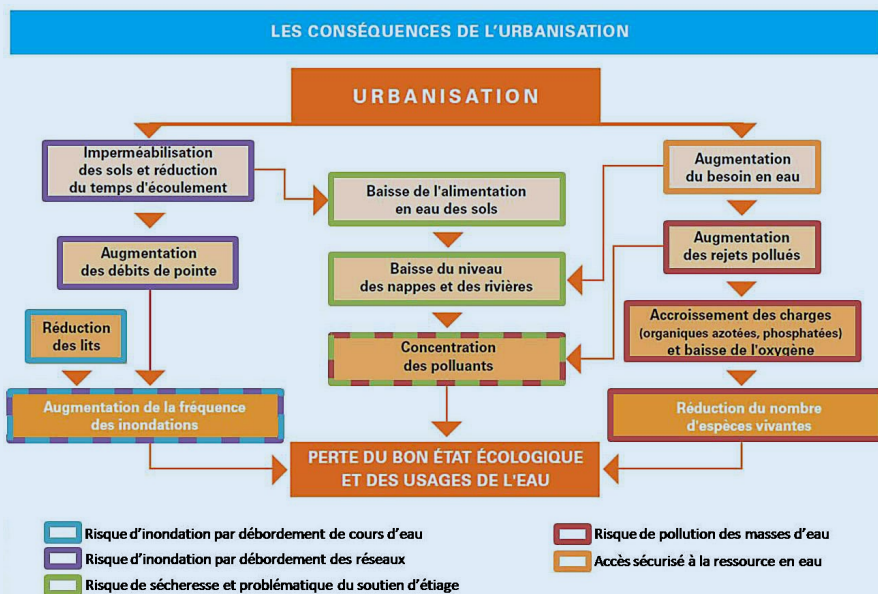 LES CONSÉQUENCES DE L'URBANISATION
URBANISATION
Imperméabilisation
des sols et réduction
du temps d'écoulement
Augmentation
des débits de pointe
Réduction
des lits
Augmentation de la fréquence
des inondations
Baisse de l'alimentation
en eau des sols
Baisse du niveau
des nappes et des rivières
Concentration
des polluants
Augmentation
du besoin en eau
Augmentation
des rejets pollués
Accroissement des charges
(organiques azotées, phosphatées)
et baisse de l'oxygène
Réduction du nombre
d'espèces vivantes
PERTE DU BON ÉTAT ÉCOLOGIQUE
ET DES USAGES DE L'EAU
Risque d'inondation par débordement de cours d'eau
Risque d'inondation par débordement des réseaux
Risque de sécheresse et problématique du soutien d'étiage
Risque de pollution des masses d'eau
Accès sécurisé à la ressource en eau